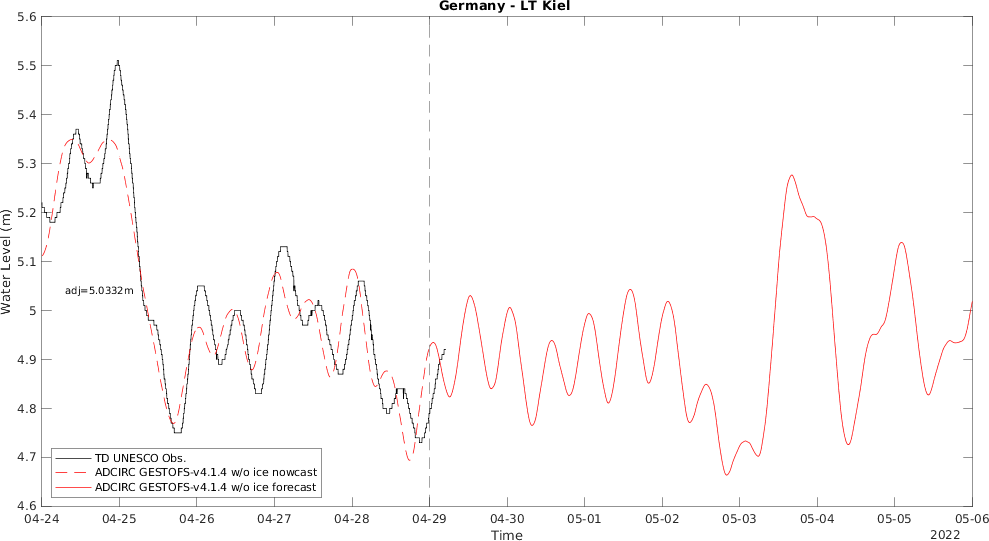 Germany - LT Kiel
5.6
5.5
5.4
5.3
5.2
5.1
5
4.9
4.8
4.7
4.6
Water Level (m)
adj=5.0332m
TD UNESCO Obs.
ADCIRC GESTOFS-v4.1.4 w/o ice nowcast
ADCIRC GESTOFS-v4.1.4 w/o ice forecast
04-24 04-25 04-26 04-27 04-28 04-29 04-30 05-01 05-02 05-03 05-04 05-05 05-06
Time
2022